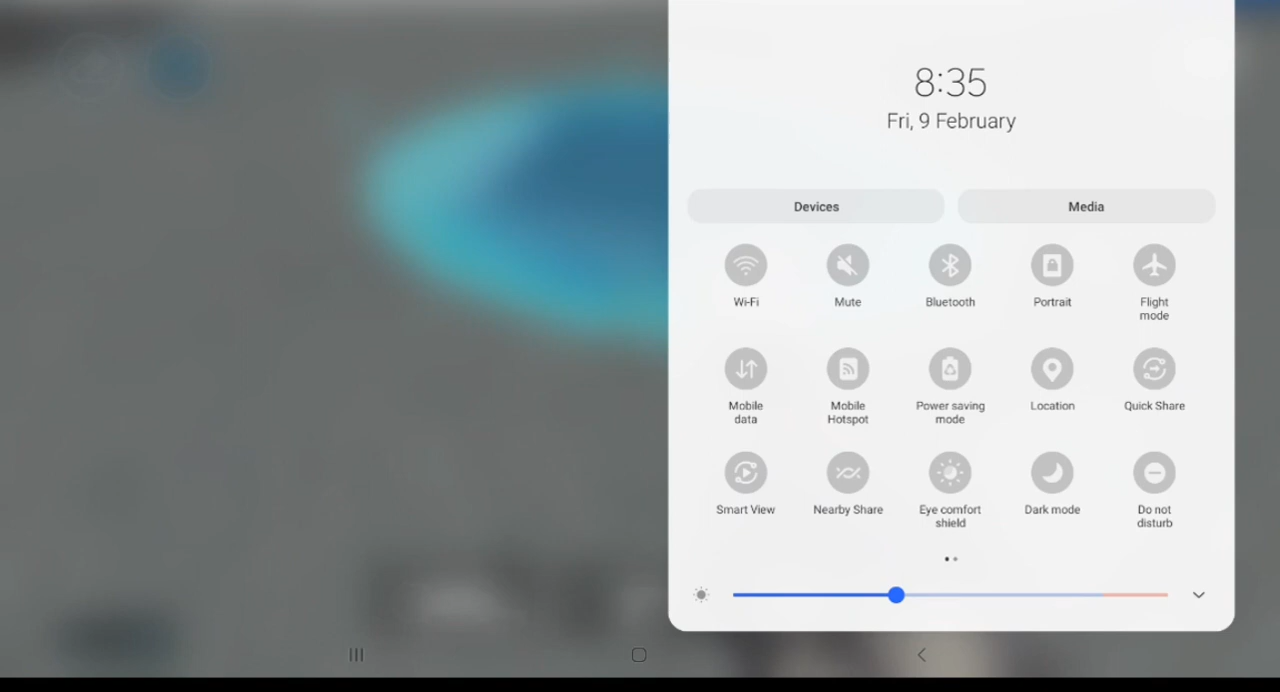 8:35
Fri, 9 February
Devices Media
Wi-Fi Mute Bluetooth Portrait Flight
mode
Mobile
data Mobile
Hotspot Power saving
mode Location Quick Share
Smart View Nearby Share Eye comfort
shield Dark mode Do not
disturb